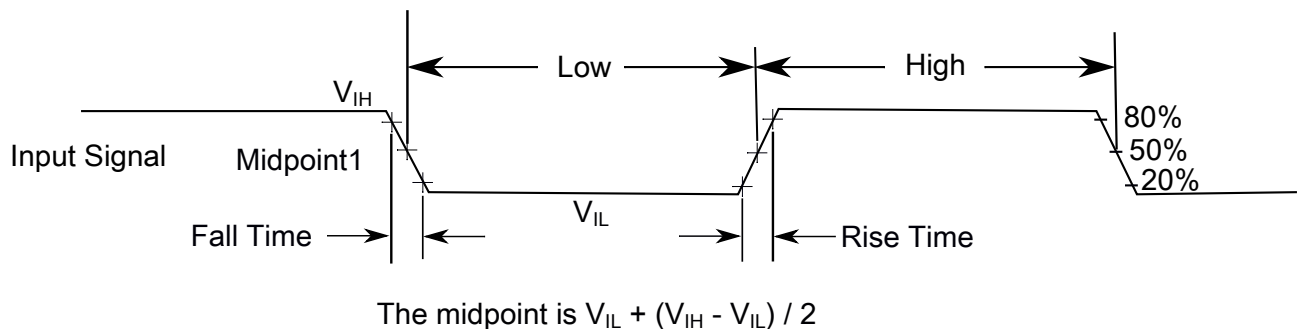 Low
High
V_IH
80%
Input Signal
Midpoint1
50%
20%
V_IL
Fall Time
Rise Time
The midpoint is V_IL + (V_IH - V_IL) / 2